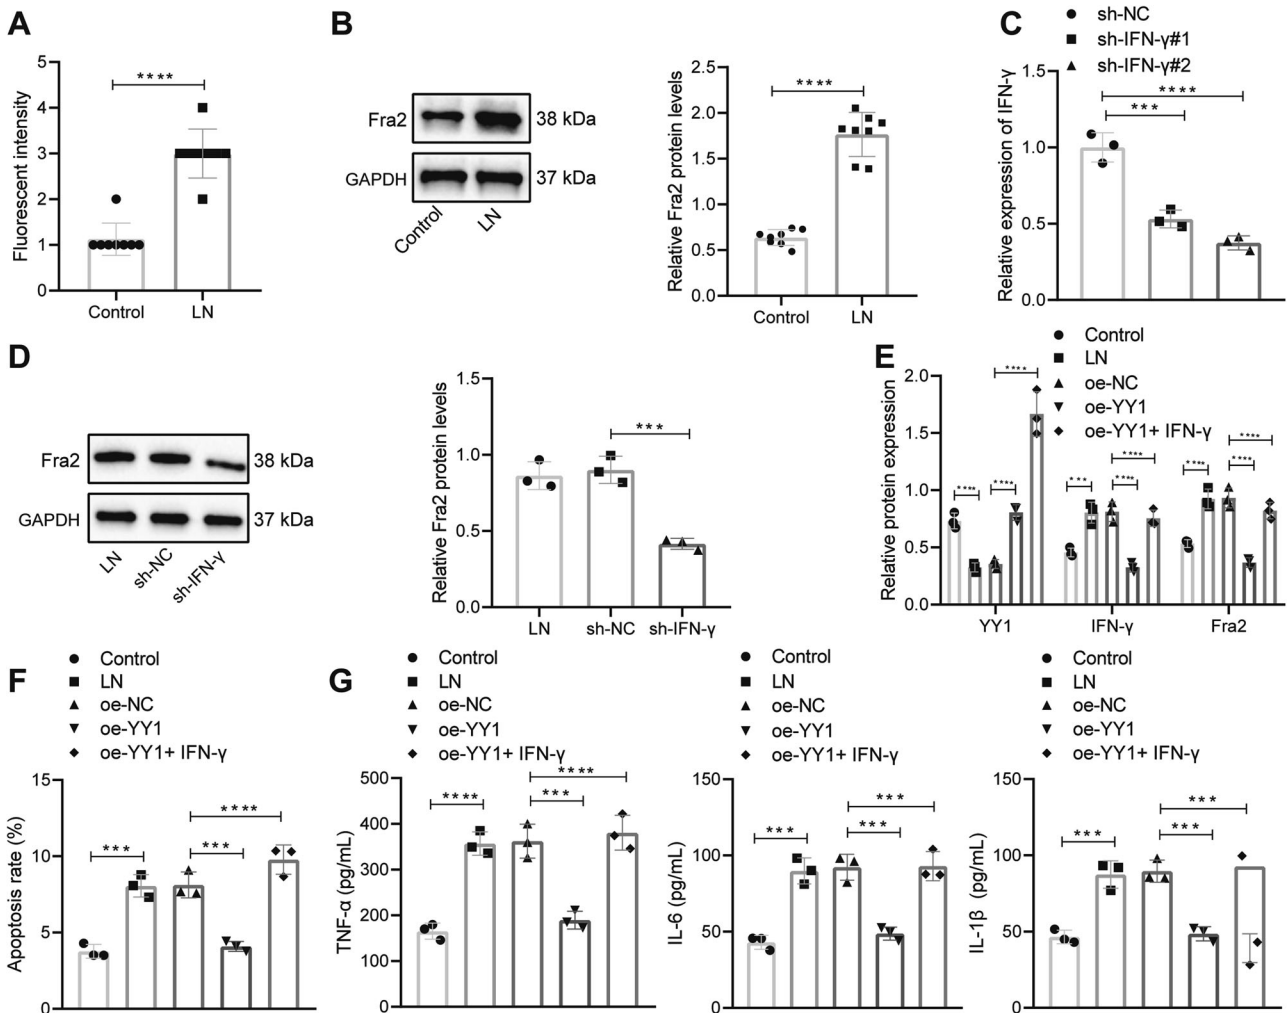 A
Fluorescent intensity
5
4
3
2
1
0
****
Control
LN
B
Fra2
38 kDa
GAPDH
37 kDa
Control
LN
Relative Fra2 protein levels
2.5
2.0
1.5
1.0
0.5
0.0
****
Control
LN
C
sh-NC
sh-IFN-γ#1
sh-IFN-γ#2
Relative expression of IFN-γ
1.5
1.0
0.5
0.0
****
***
D
Fra2
38 kDa
GAPDH
37 kDa
LN
sh-NC
sh-IFN-γ
Relative Fra2 protein levels
1.5
1.0
0.5
0.0
***
LN
sh-NC
sh-IFN-γ
E
Control
LN
oe-NC
oe-YY1
oe-YY1+ IFN-γ
Relative protein expression
2.0
1.5
1.0
0.5
0.0
****
****
****
***
****
****
****
****
****
YY1
IFN-γ
Fra2
F
Control
LN
oe-NC
oe-YY1
oe-YY1+ IFN-γ
Apoptosis rate (%)
15
10
5
0
***
***
****
G
Control
LN
oe-NC
oe-YY1
oe-YY1+ IFN-γ
TNF-α (pg/mL)
500
400
300
200
100
0
****
***
****
Control
LN
oe-NC
oe-YY1
oe-YY1+ IFN-γ
IL-6 (pg/mL)
150
100
50
0
***
***
***
Control
LN
oe-NC
oe-YY1
oe-YY1+ IFN-γ
IL-1β (pg/mL)
150
100
50
0
***
***
***